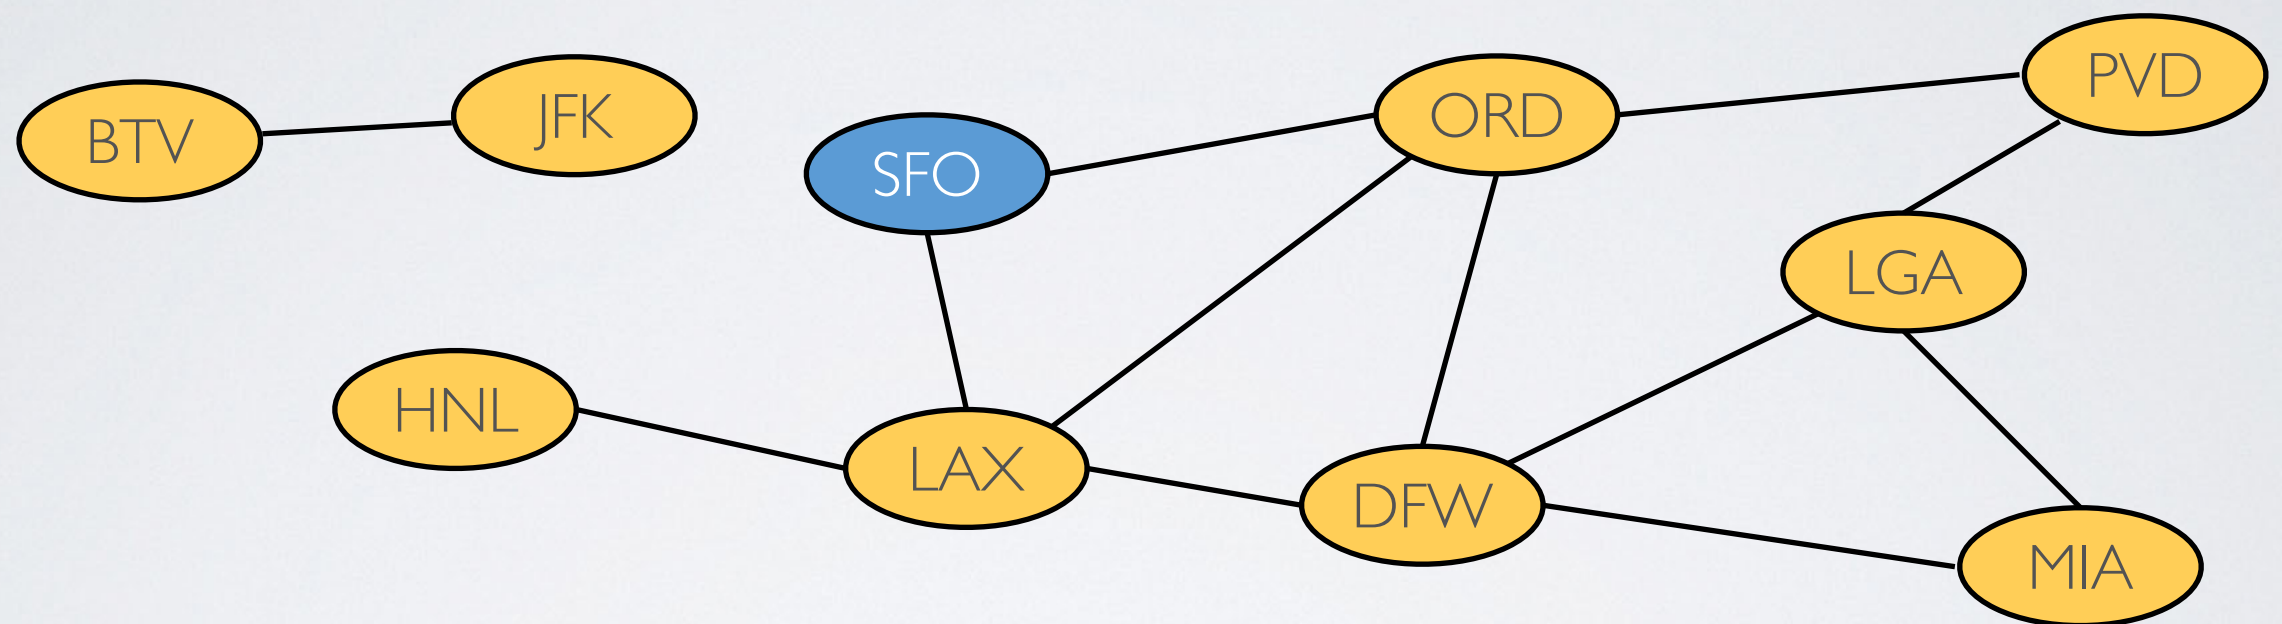 BTV
JFK
SFO
ORD
PVD
LGA
HNL
LAX
DFW
MIA